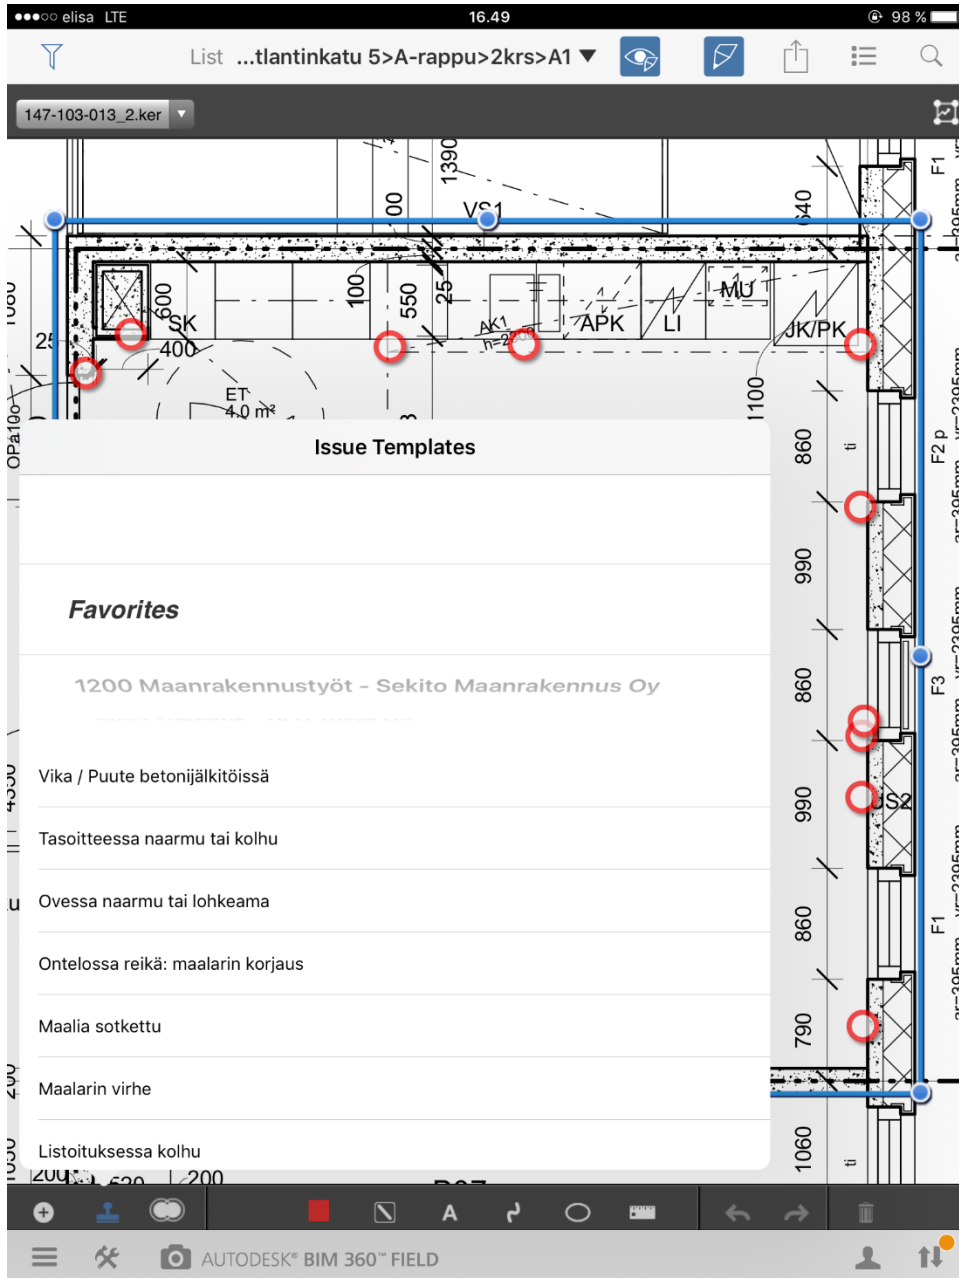 elisa LTE 16.49 98 %
List ...tlantinkatu 5>A-rappu>2krs>A1 ▼
147-103-013_2.ker
1390
F1
00
VS1
640
600
100
550
25
MU
SK
AK1
APK
LI
JK/PK
400
ET
4.0 m²
1100
860
ti
F2 p
Issue Templates
990
Favorites
860
F3
1200 Maanrakennustyöt - Sekito Maanrakennus Oy
Vika / Puute betonijälkitöissä
990
Tasoitteessa naarmu tai kolhu
Ovessa naarmu tai lohkeama
860
F1
Ontelossa reikä: maalarin korjaus
Maalia sotkettu
790
Maalarin virhe
Listoituksessa kolhu
1060
ti
200
200
A
AUTODESK® BIM 360™ FIELD